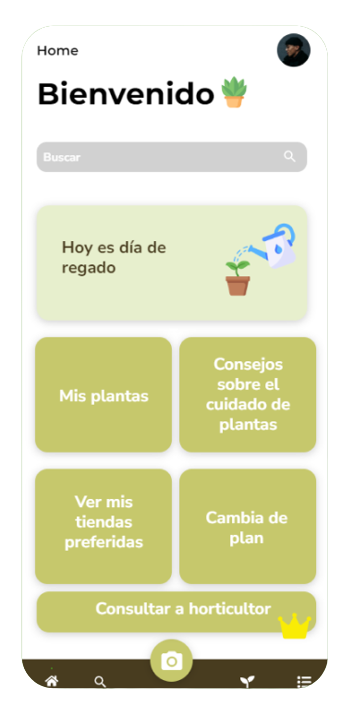 Home
Bienvenido
Buscar
Hoy es día de
regado
Mis plantas
Consejos
sobre el
cuidado de
plantas
Ver mis
tiendas
preferidas
Cambia de
plan
Consultar a horticultor